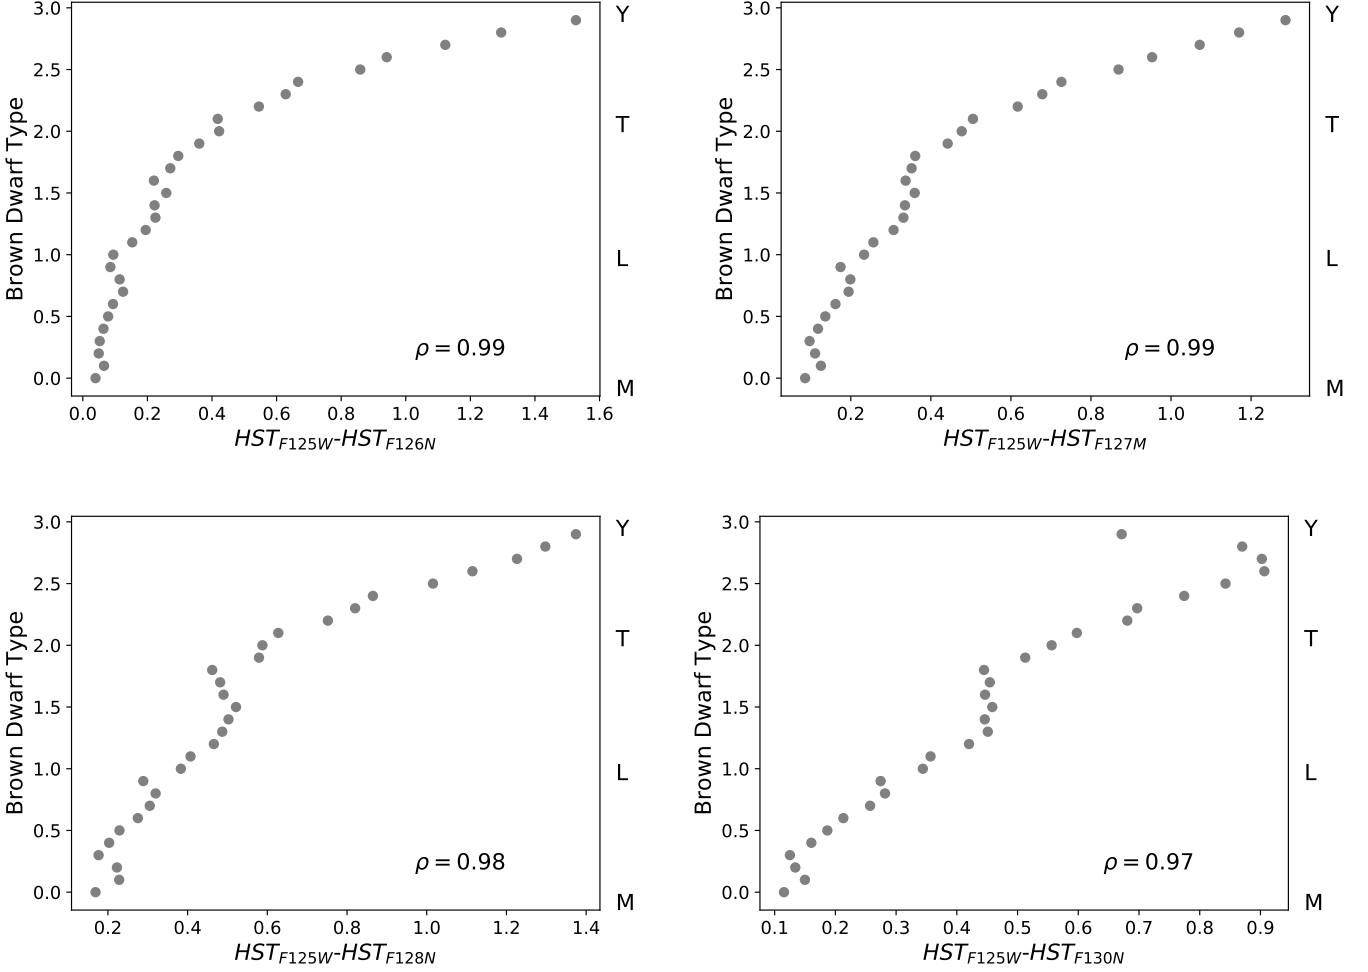 3.0
2.5
2.0
1.5
1.0
0.5
0.0
Brown Dwarf Type
Y
T
L
M
ρ = 0.99
0.0 0.2 0.4 0.6 0.8 1.0 1.2 1.4 1.6
HST_F125W-HST_F126N
3.0
2.5
2.0
1.5
1.0
0.5
0.0
Brown Dwarf Type
Y
T
L
M
ρ = 0.99
0.2 0.4 0.6 0.8 1.0 1.2
HST_F125W-HST_F127M
3.0
2.5
2.0
1.5
1.0
0.5
0.0
Brown Dwarf Type
Y
T
L
M
ρ = 0.98
0.2 0.4 0.6 0.8 1.0 1.2 1.4
HST_F125W-HST_F128N
3.0
2.5
2.0
1.5
1.0
0.5
0.0
Brown Dwarf Type
Y
T
L
M
ρ = 0.97
0.1 0.2 0.3 0.4 0.5 0.6 0.7 0.8 0.9
HST_F125W-HST_F130N